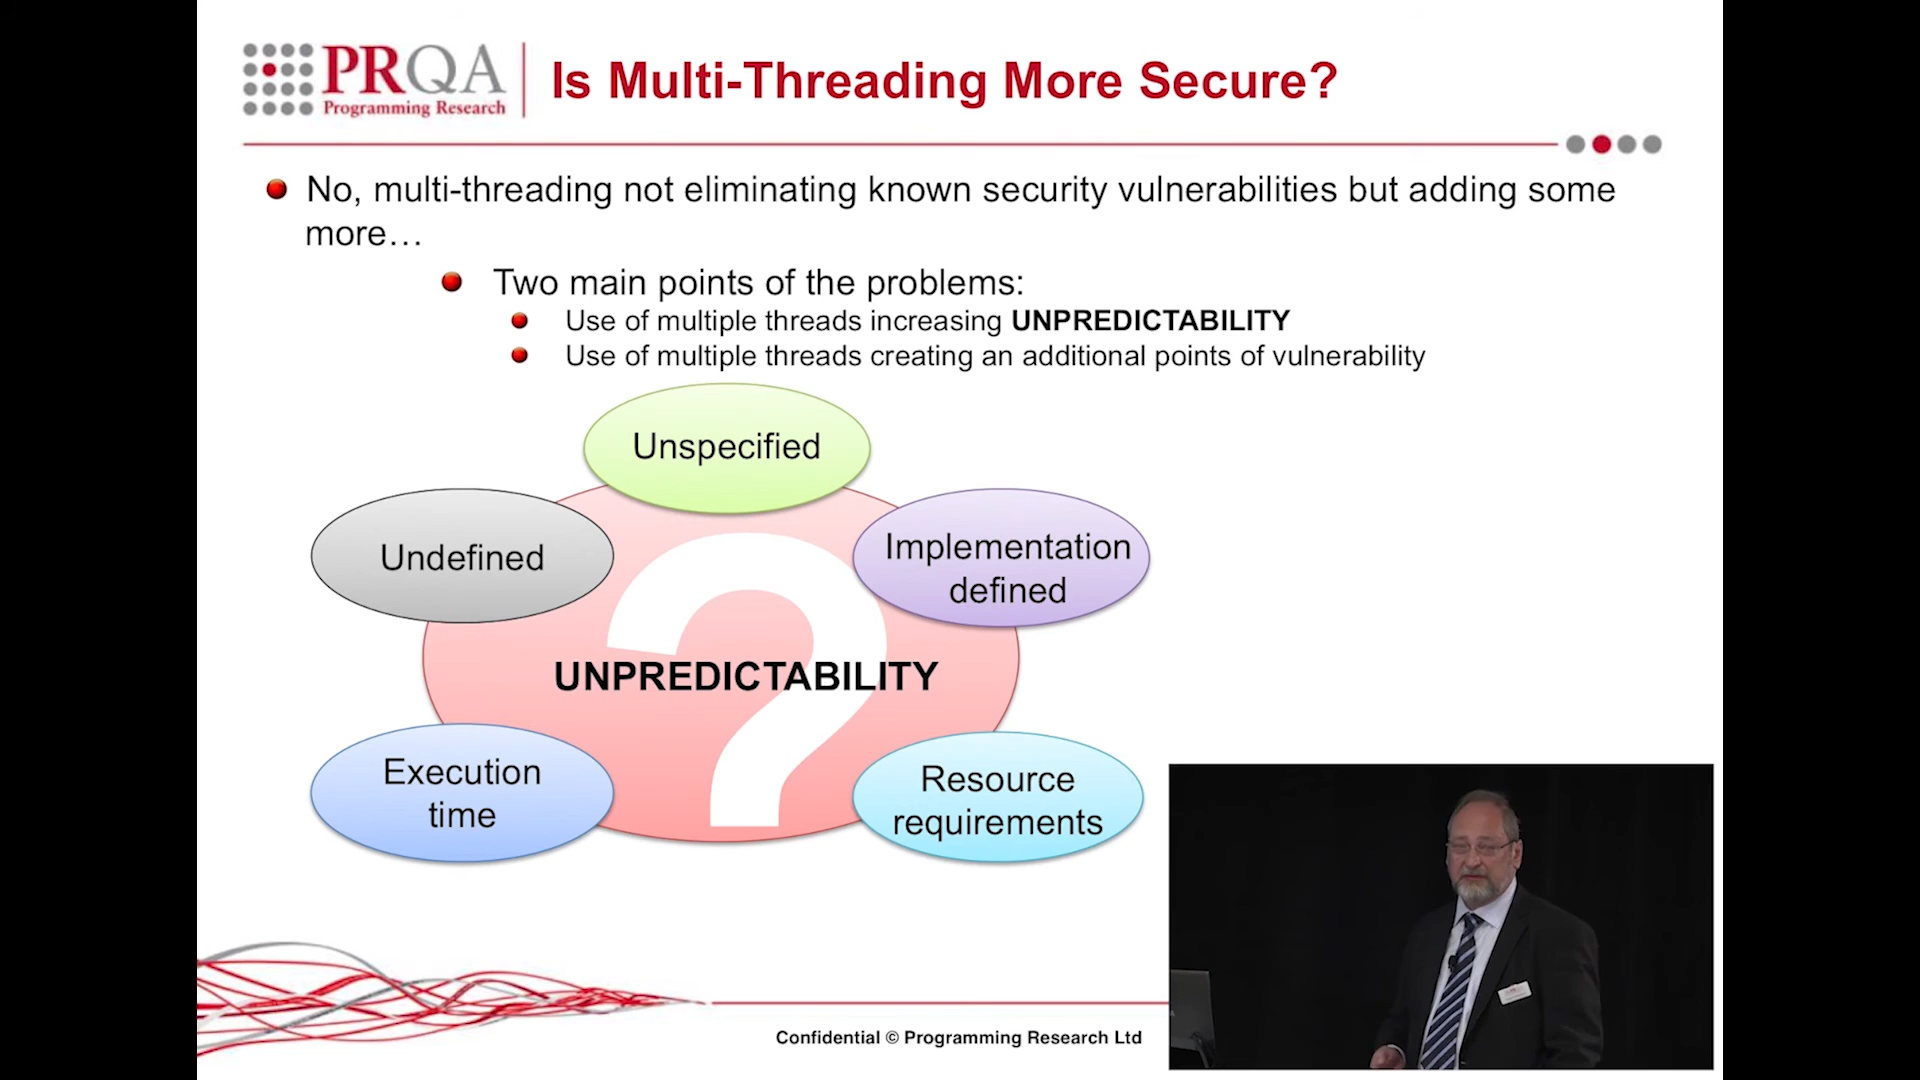 PRQA
Programming Research
Is Multi-Threading More Secure?
No, multi-threading not eliminating known security vulnerabilities but adding some
more…
Two main points of the problems:
Use of multiple threads increasing UNPREDICTABILITY
Use of multiple threads creating an additional points of vulnerability
Unspecified
Undefined
Implementation
defined
?
UNPREDICTABILITY
Execution
time
Resource
requirements
Confidential © Programming Research Ltd